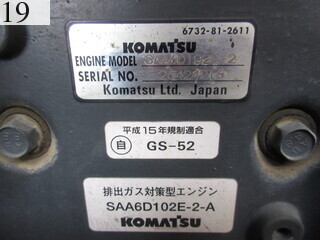 19
6732-81-2611
KOMATSU
ENGINE MODEL
SERIAL NO.
Komatsu Ltd. Japan
平成15年規制適合
自 GS-52
KOMATSU
排出ガス対策型エンジン
SAA6D102E-2-A